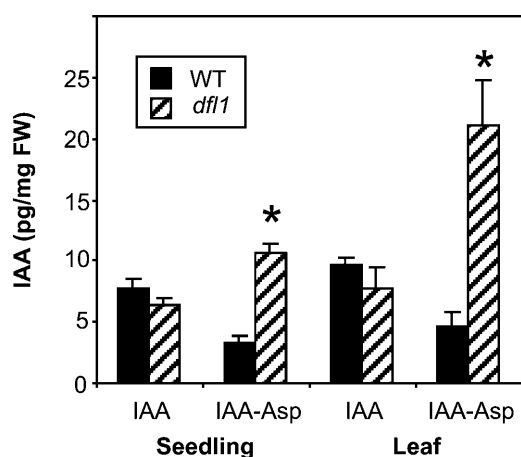 IAA (pg/mg FW)
25
20
15
10
5
0
WT
dfl1
*
*
IAA IAA-Asp IAA IAA-Asp
Seedling Leaf